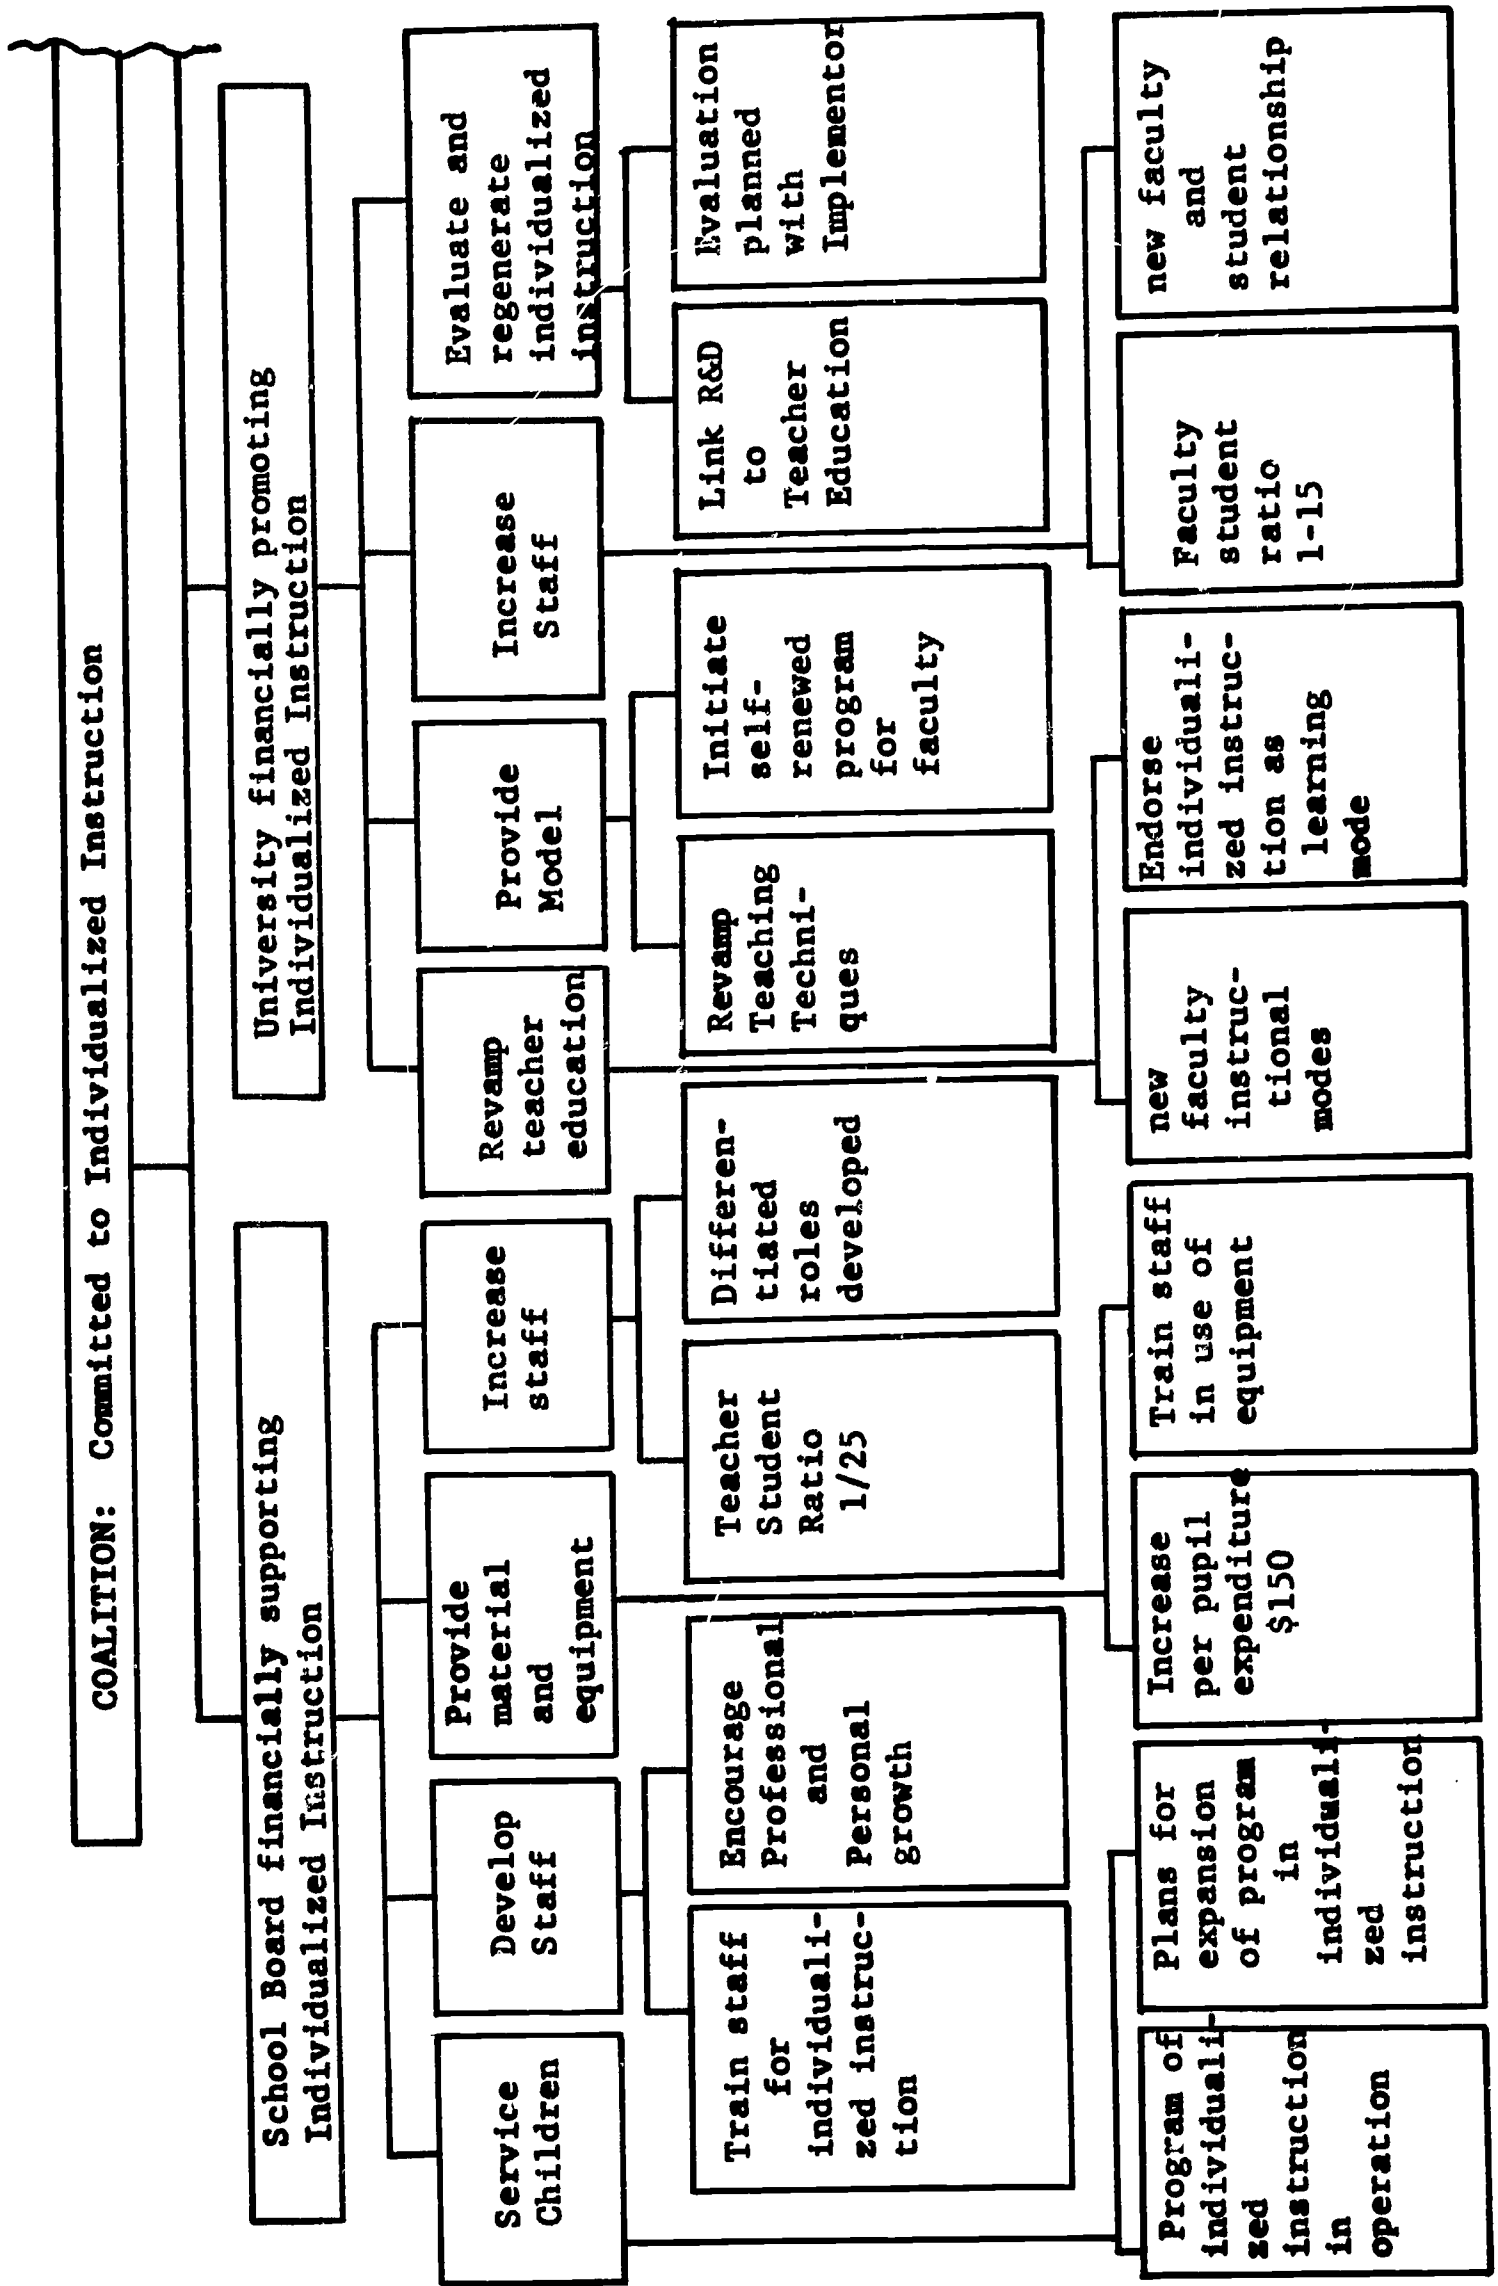 COALITION: Committed to Individualized Instruction
School Board financially supporting
Individualized Instruction
University financially promoting
Individualized Instruction
Service
Children
Develop
Staff
Provide
material
and
equipment
Increase
staff
Revamp
teacher
education
Provide
Model
Increase
Staff
Evaluate and
regenerate
individualized
instruction
Train staff
for
individuali-
zed instruc-
tion
Encourage
Professional
and
Personal
growth
Teacher
Student
Ratio
1/25
Differen-
tiated
roles
developed
Revamp
Teaching
Techni-
ques
Initiate
self-
renewed
program
for
faculty
Link R&D
to
Teacher
Education
Evaluation
planned
with
Implementor
Program of
individuali-
zed
instruction
in
operation
Plans for
expansion
of program
in
individuali-
zed
instruction
Increase
per pupil
expenditure
$150
Train staff
in use of
equipment
new
faculty
instruc-
tional
modes
Endorse
individuali-
zed instruc-
tion as
learning
mode
Faculty
student
ratio
1-15
new faculty
and
student
relationship